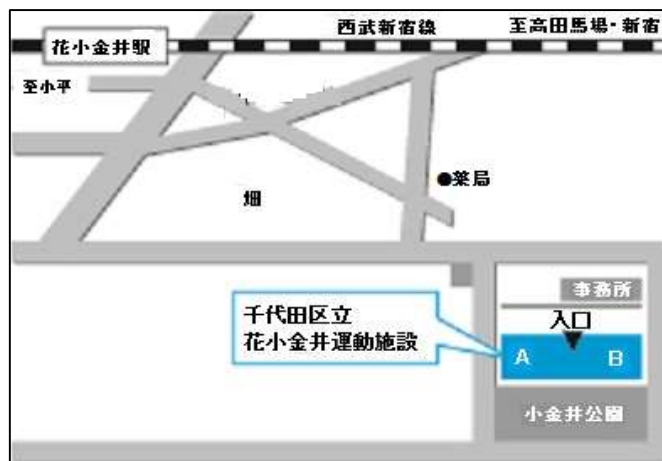 西武新宿線
至高田馬場・新宿
花小金井駅
至小平
薬局
畑
事務所
入口
千代田区立
花小金井運動施設
A
B
小金井公園